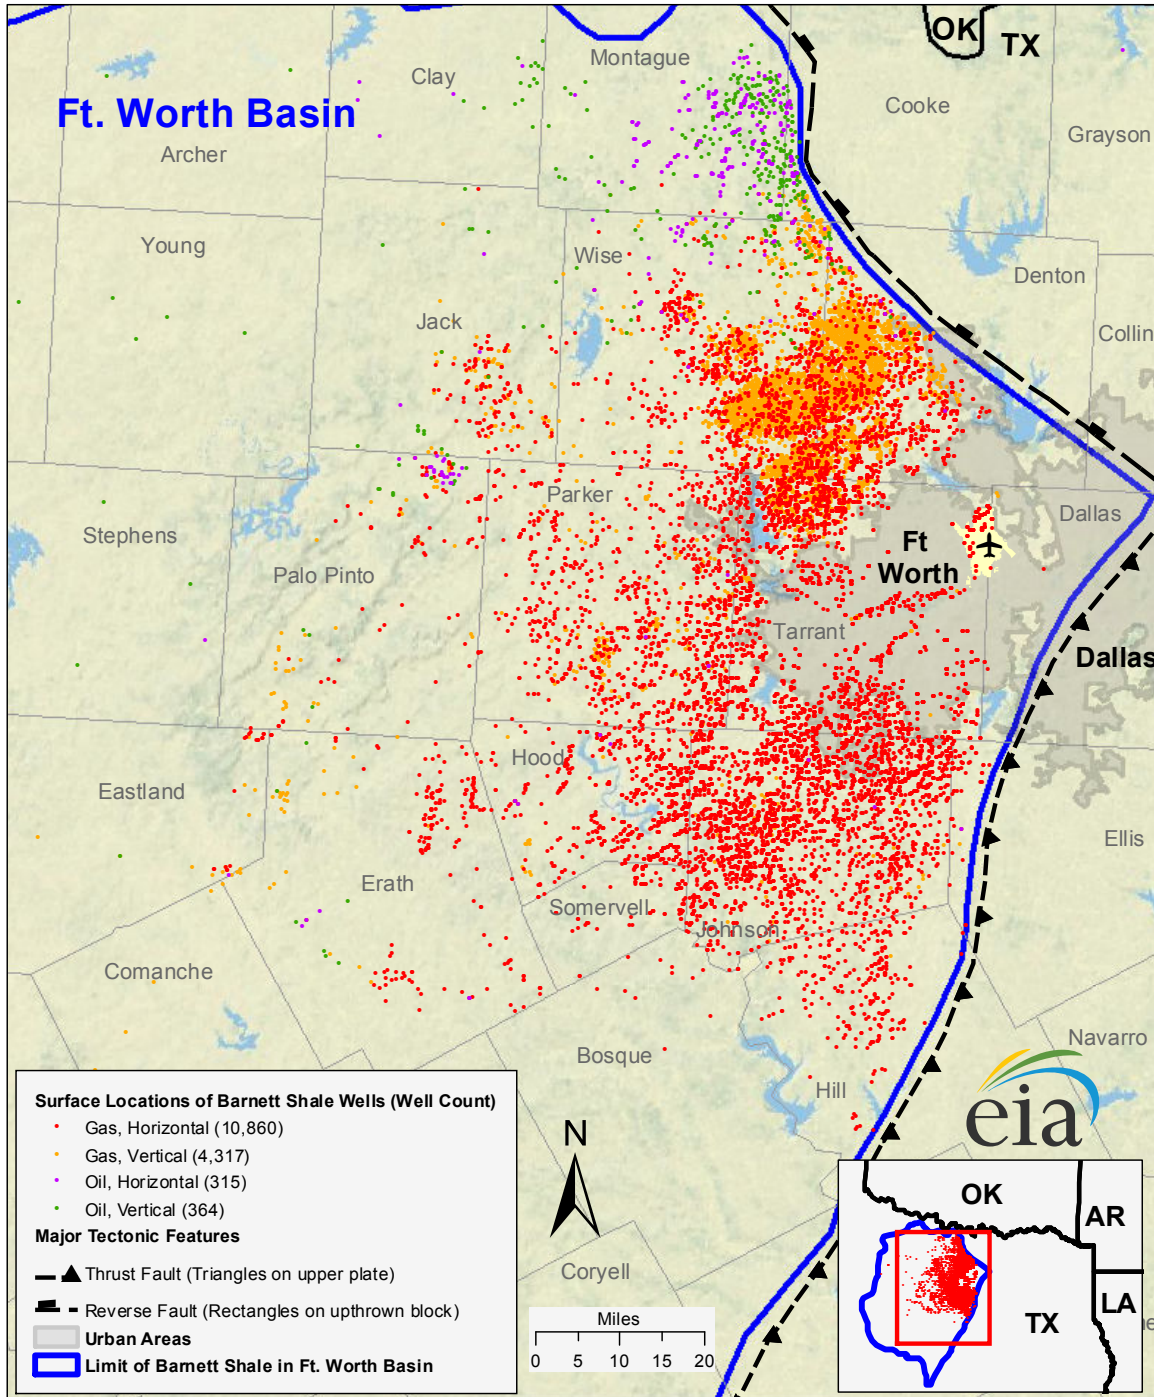 OK
TX
Montague
Clay
Cooke
Ft. Worth Basin
Grayson
Archer
Young
Wise
Denton
Jack
Collin
Parker
Dallas
Stephens
Ft
Worth
Palo Pinto
Tarrant
Dallas
Hood
Eastland
Ellis
Erath
Somervell
Johnson
Comanche
Navarro
Bosque
Hill
eia
Surface Locations of Barnett Shale Wells (Well Count)
Gas, Horizontal (10,860)
Gas, Vertical (4,317)
Oil, Horizontal (315)
Oil, Vertical (364)
Major Tectonic Features
Thrust Fault (Triangles on upper plate)
Reverse Fault (Rectangles on upthrown block)
Urban Areas
Limit of Barnett Shale in Ft. Worth Basin
N
Coryell
Miles
0 5 10 15 20
OK
AR
TX
LA